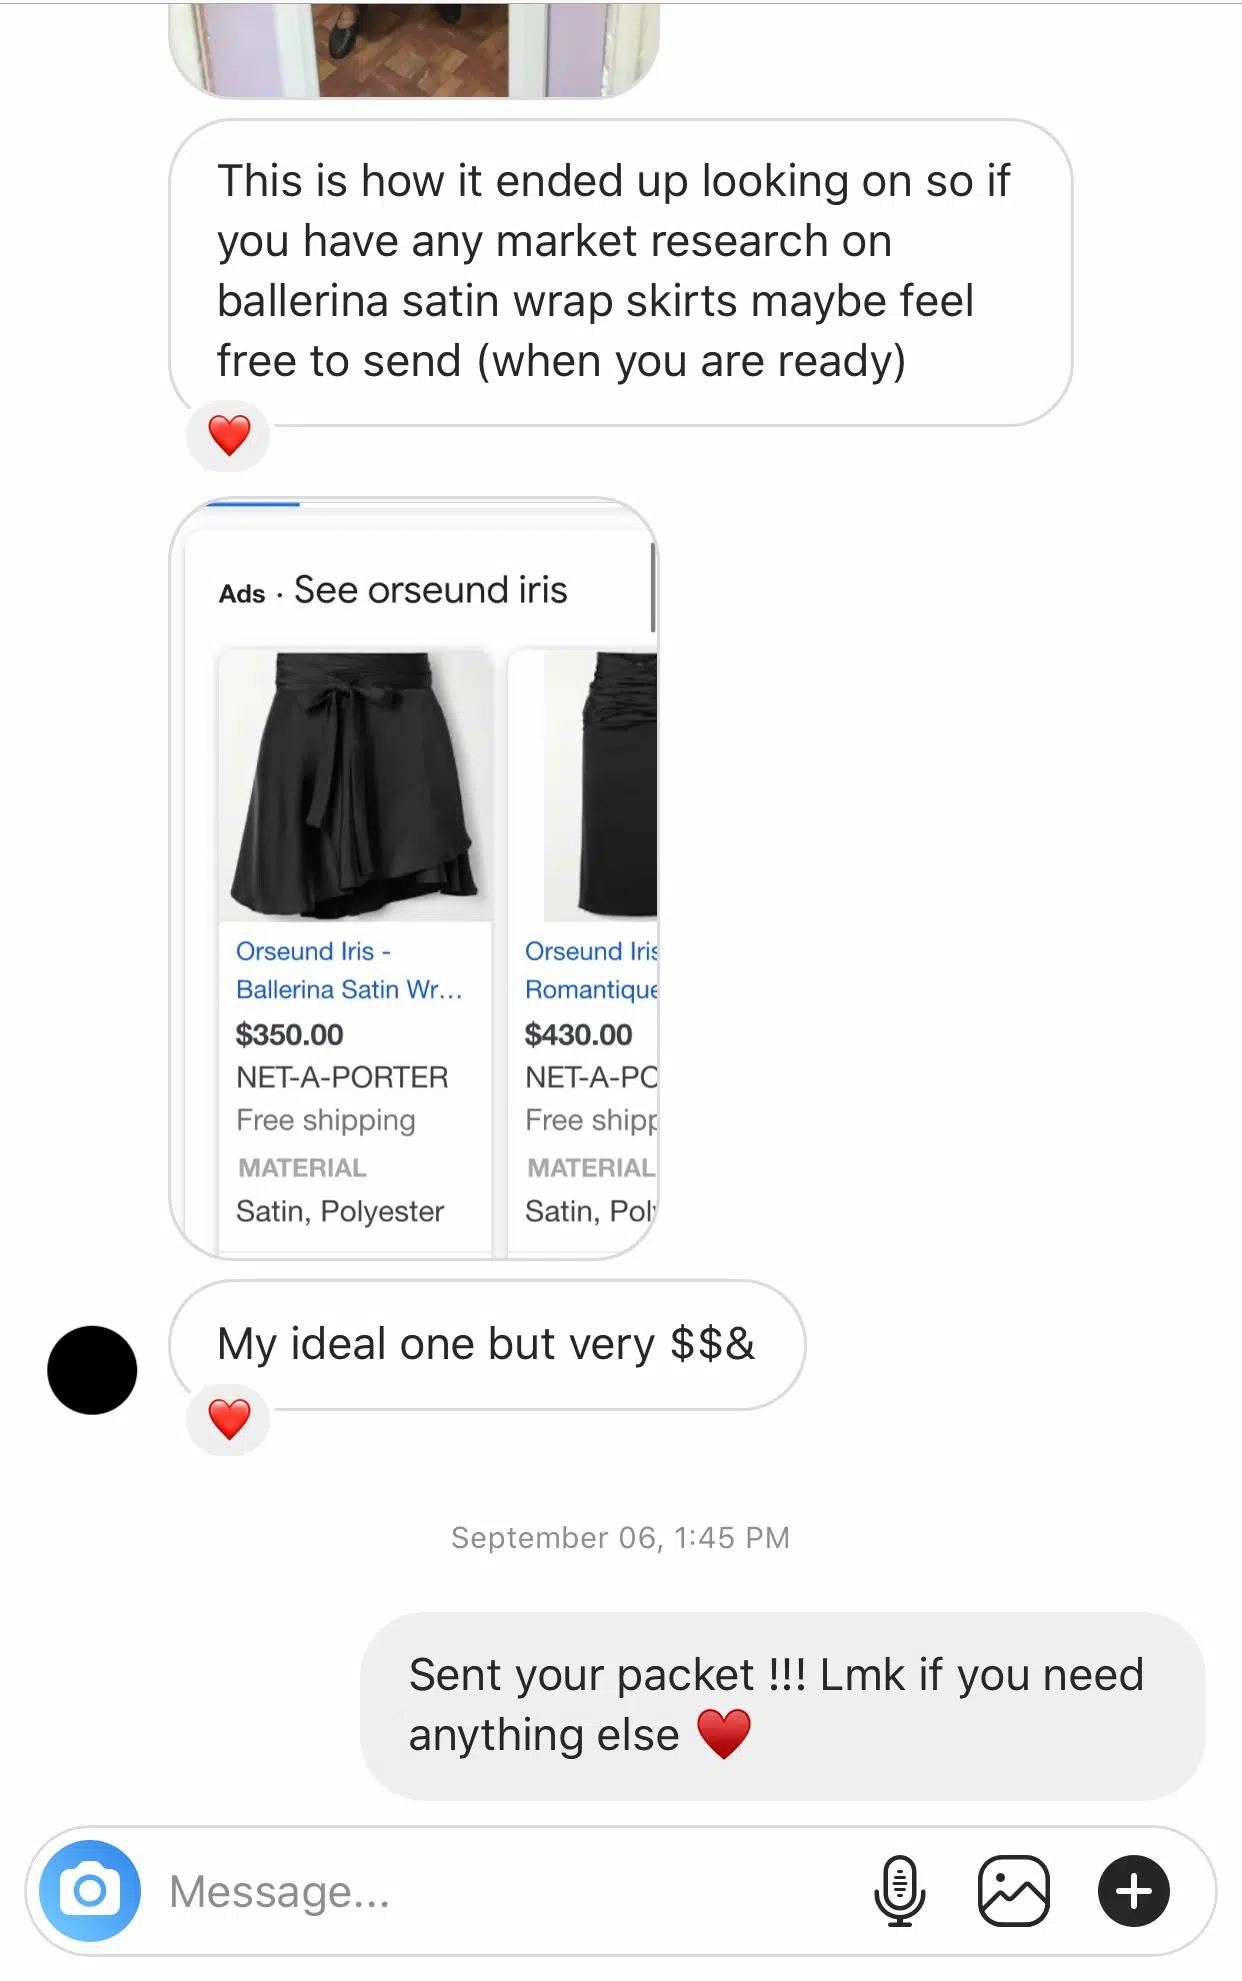 This is how it ended up looking on so if
you have any market research on
ballerina satin wrap skirts maybe feel
free to send (when you are ready)
Ads · See orseund iris
Orseund Iris -
Ballerina Satin Wr...
$350.00
NET-A-PORTER
Free shipping
MATERIAL
Satin, Polyester
Orseund Iris
Romantique
$430.00
NET-A-PO
Free shipp
MATERIAL
Satin, Poly
My ideal one but very $$&
September 06, 1:45 PM
Sent your packet !!! Lmk if you need
anything else ♥️
Message...